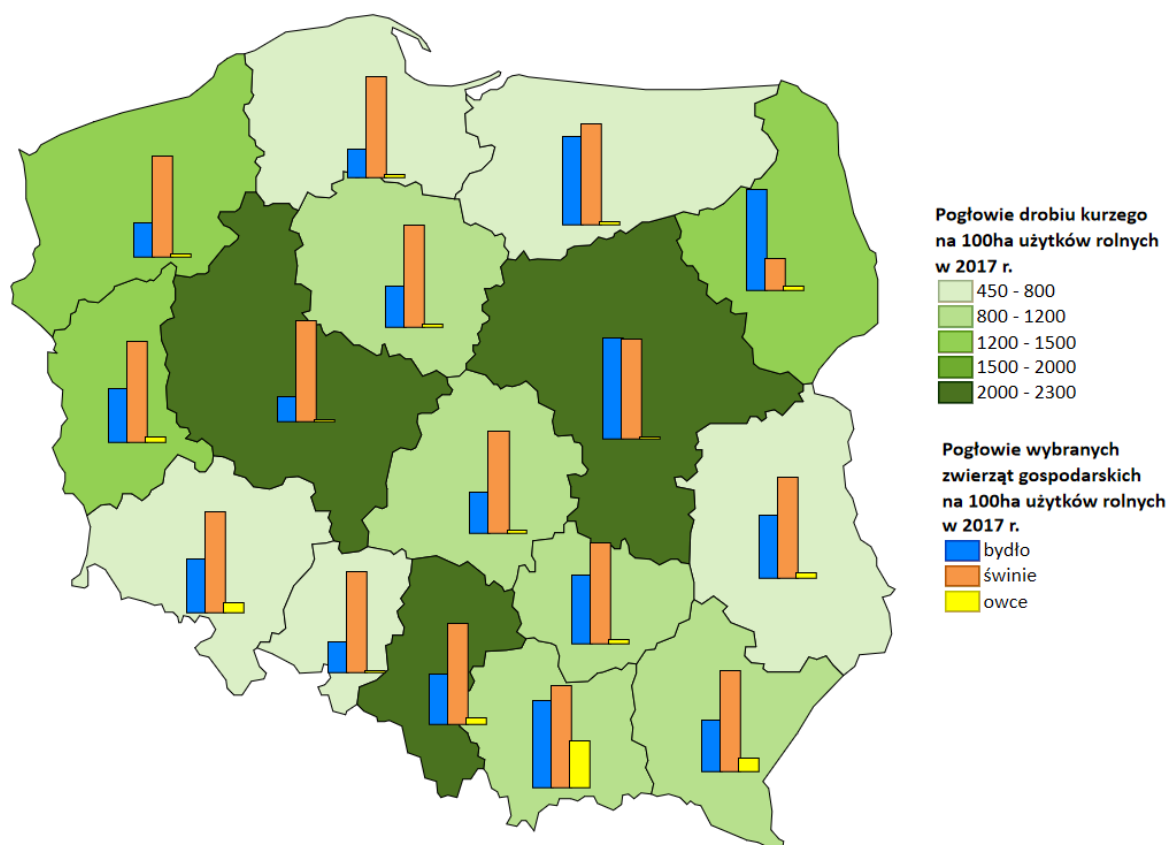 Pogłowie drobiu kurzego
na 100ha użytków rolnych
w 2017 r.
450 - 800
800 - 1200
1200 - 1500
1500 - 2000
2000 - 2300
Pogłowie wybranych
zwierząt gospodarskich
na 100ha użytków rolnych
w 2017 r.
bydło
świnie
owce